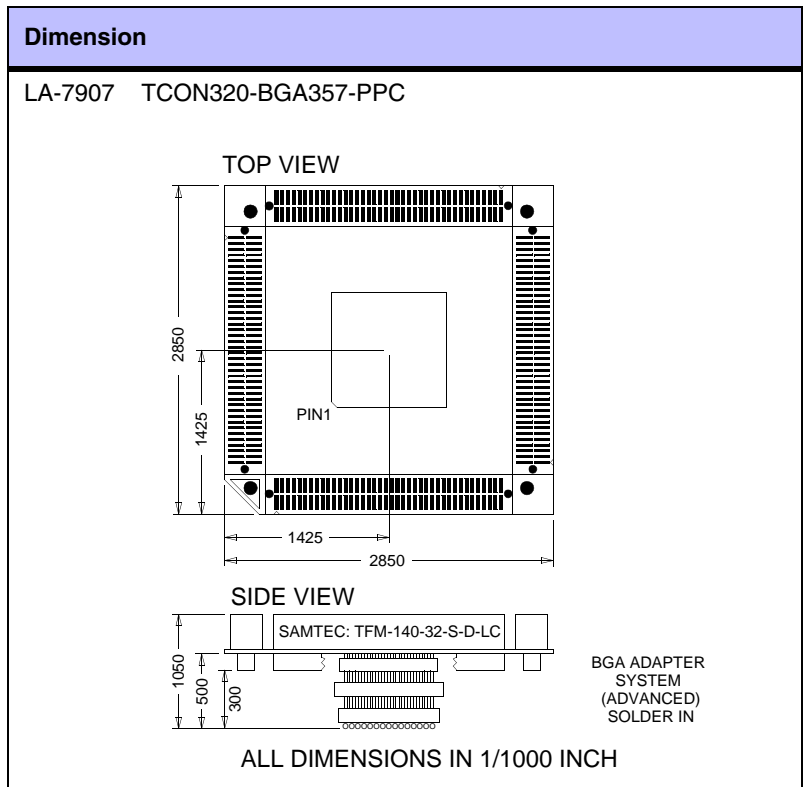 Dimension
LA-7907 TCON320-BGA357-PPC
TOP VIEW
2850
1425
PIN1
1425
2850
SIDE VIEW
SAMTEC: TFM-140-32-S-D-LC
1050
500
300
BGA ADAPTER
SYSTEM
(ADVANCED)
SOLDER IN
ALL DIMENSIONS IN 1/1000 INCH